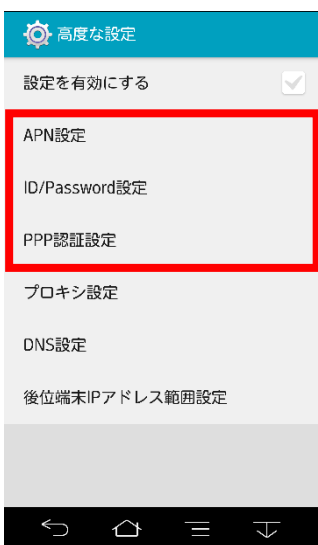 高度な設定
設定を有効にする
APN設定
ID/Password設定
PPP認証設定
プロキシ設定
DNS設定
後位端末IPアドレス範囲設定